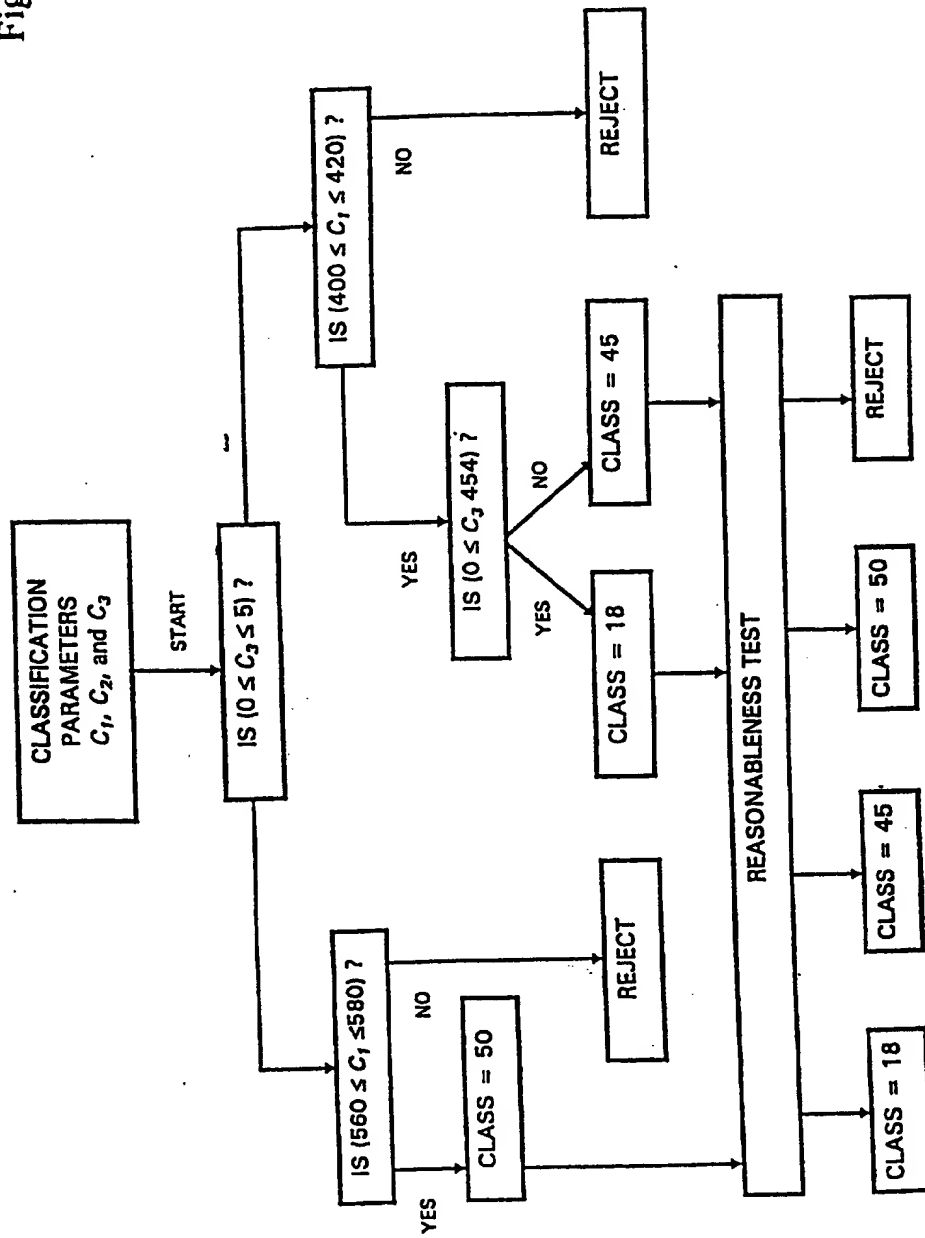 Fig
CLASSIFICATION
PARAMETERS
C₁, C₂, and C₃
START
IS (0 ≤ C₃ ≤ 5) ?
IS (560 ≤ C₁ ≤580) ?
IS (400 ≤ C₁ ≤ 420) ?
YES
NO
YES
NO
CLASS = 50
REJECT
IS (0 ≤ C₃ 454) ?
REJECT
YES
NO
CLASS = 18
CLASS = 45
REASONABLENESS TEST
CLASS = 18
CLASS = 45
CLASS = 50
REJECT